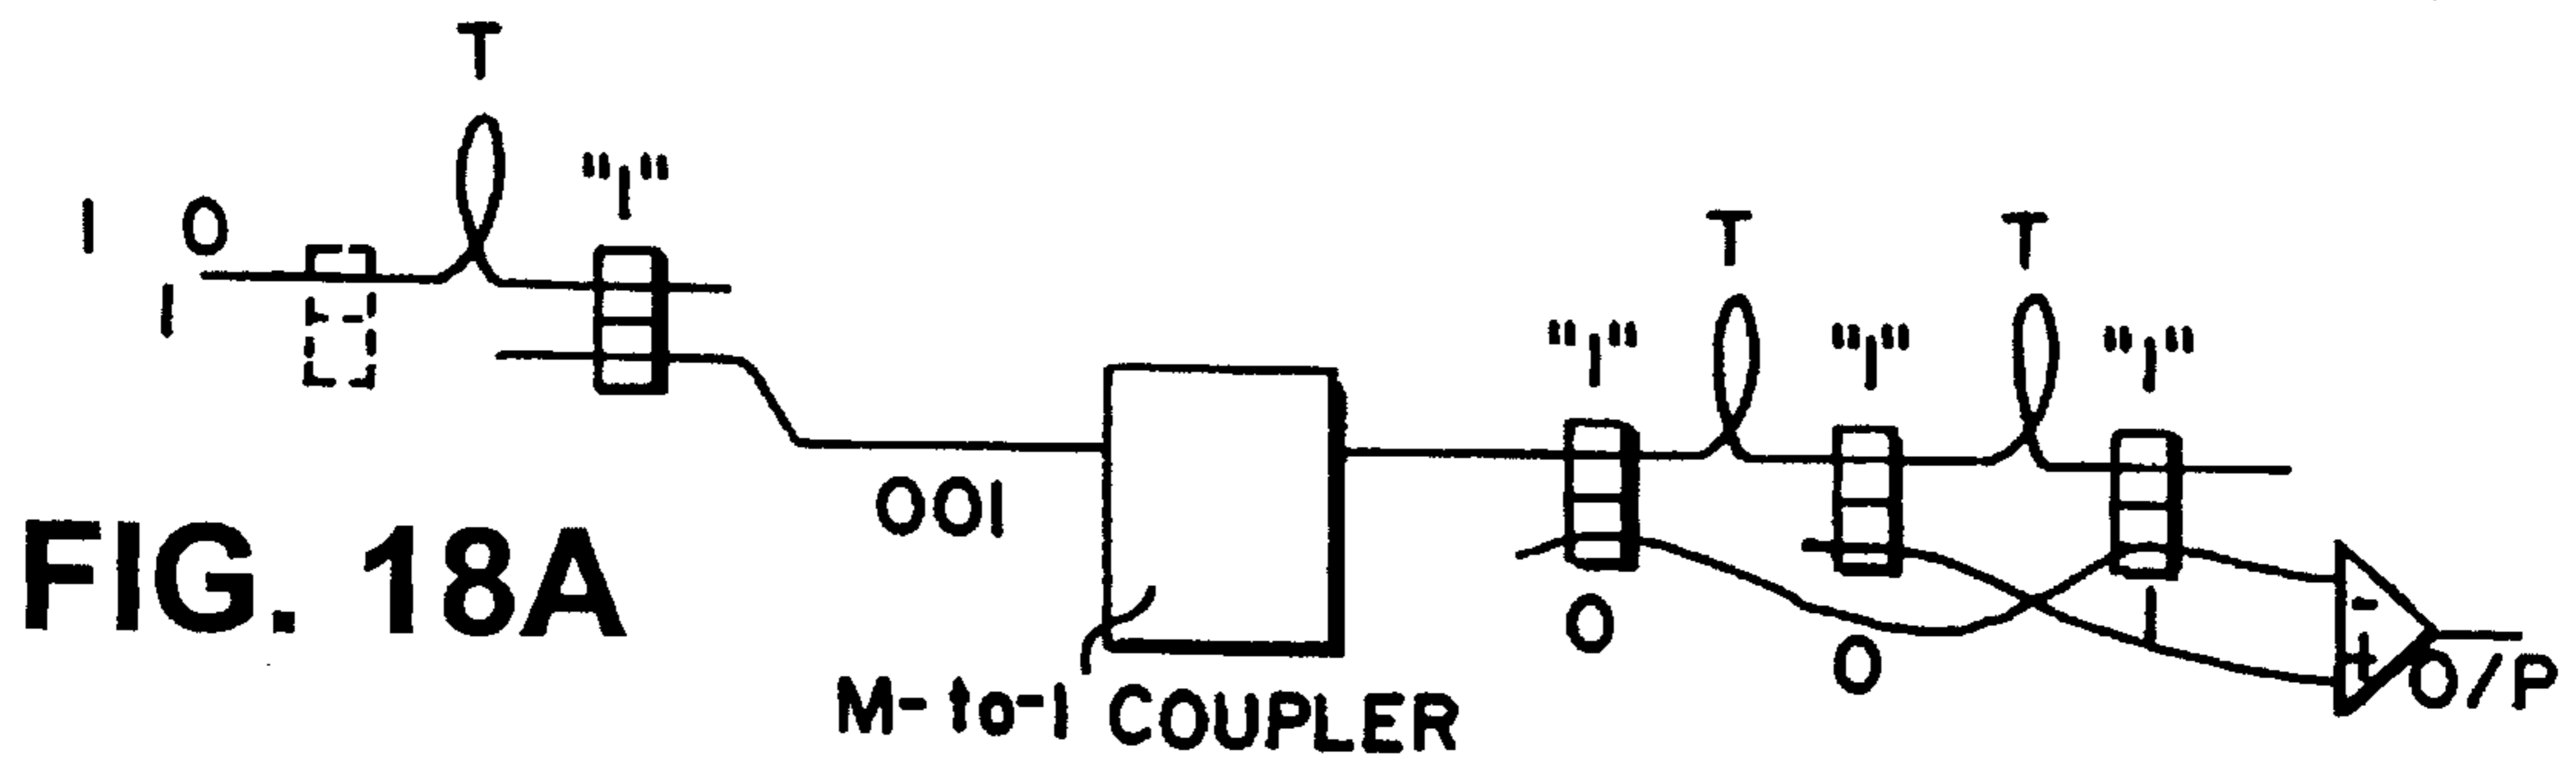 T
"1"
1 0
1
T T
"1" "1" "1"
001
FIG. 18A
0 0 1
-
+
O/P
M-to-1 COUPLER